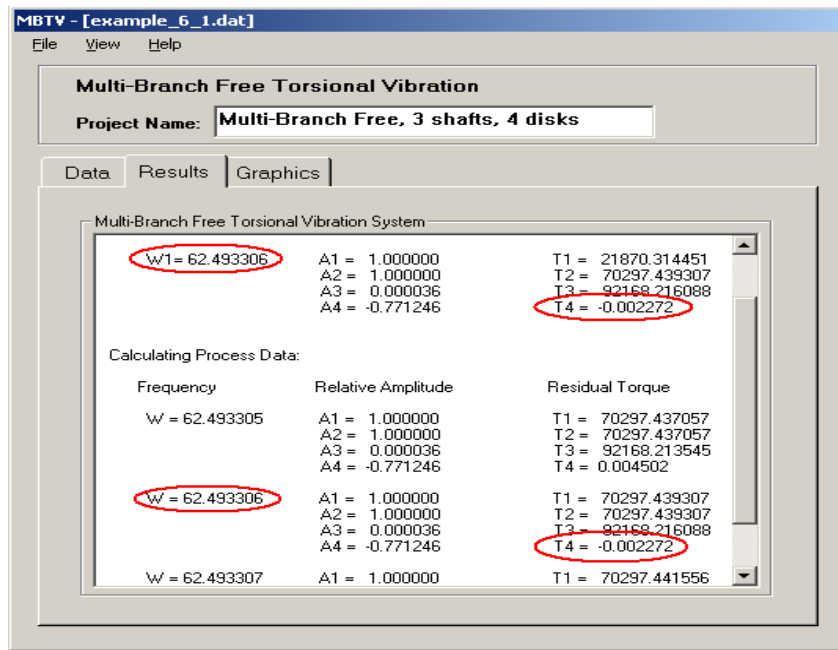 MBTV - [example_6_1.dat]
File View Help
Multi-Branch Free Torsional Vibration
Project Name: Multi-Branch Free, 3 shafts, 4 disks
Data Results Graphics
Multi-Branch Free Torsional Vibration System
W1= 62.493306 A1 = 1.000000 T1 = 21870.314451
A2 = 1.000000 T2 = 70297.439307
A3 = 0.000036 T3 = 92168.216088
A4 = -0.771246 T4 = -0.002272
Calculating Process Data:
Frequency Relative Amplitude Residual Torque
W = 62.493305 A1 = 1.000000 T1 = 70297.437057
A2 = 1.000000 T2 = 70297.437057
A3 = 0.000036 T3 = 92168.213545
A4 = -0.771246 T4 = 0.004502
W = 62.493306 A1 = 1.000000 T1 = 70297.439307
A2 = 1.000000 T2 = 70297.439307
A3 = 0.000036 T3 = 92168.216088
A4 = -0.771246 T4 = -0.002272
W = 62.493307 A1 = 1.000000 T1 = 70297.441556